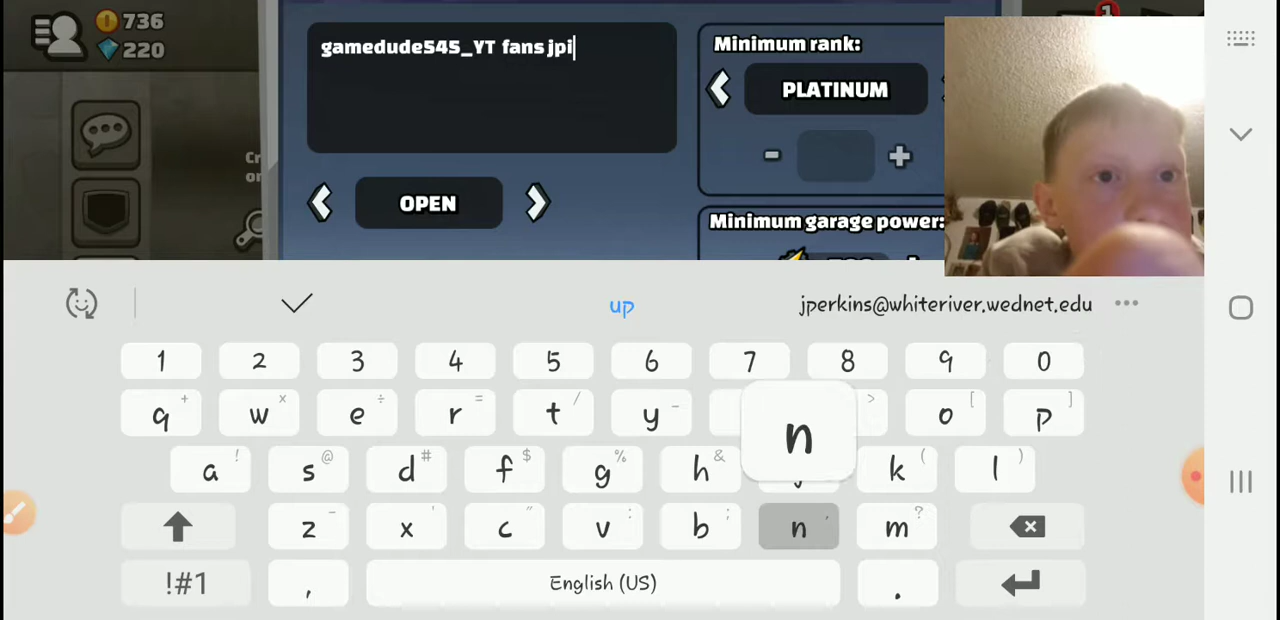 736
220
1
gamedude545_YT fans jpi
Minimum rank:
PLATINUM
- +
OPEN
Minimum garage power:
up jperkins@whiteriver.wednet.edu
1 2 3 4 5 6 7 8 9 0
q + w × e ÷ r = t / y - > o [ p ]
n
a ! s @ d # f $ g % h & k ( l )
z - x ' c " v : b ; n , m ?
!#1 , English (US) .